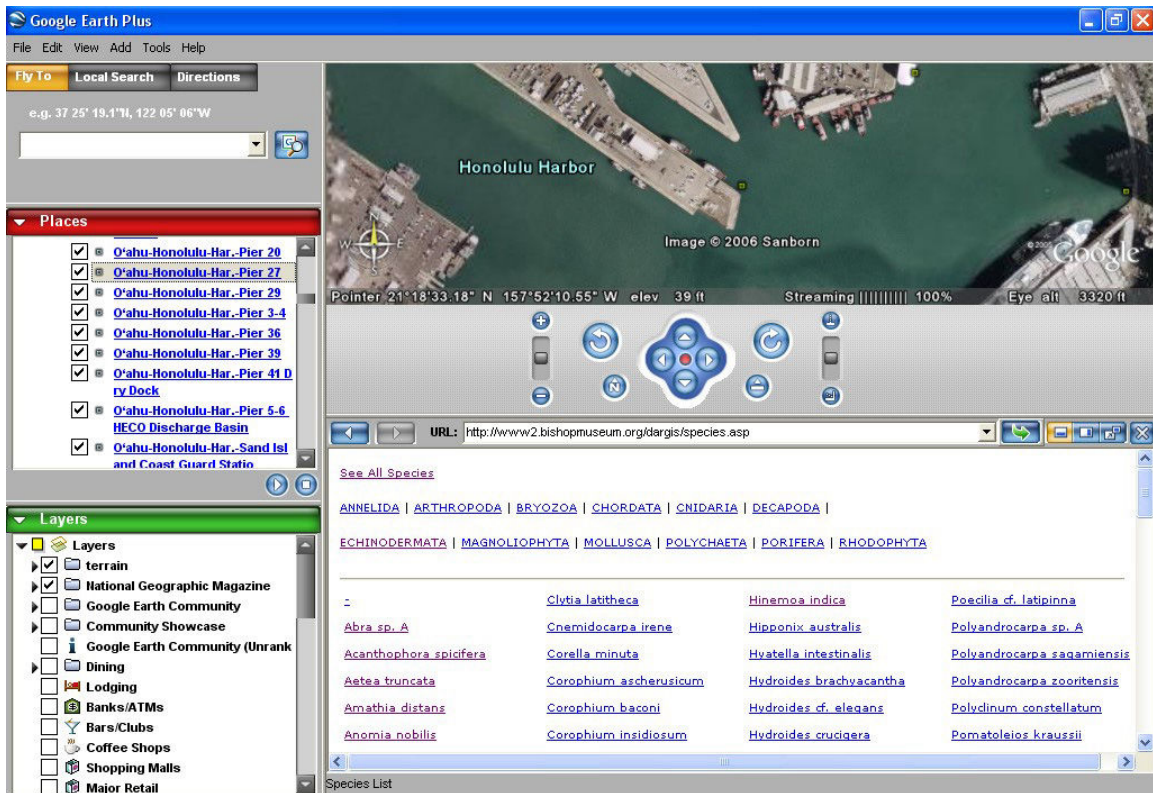 Google Earth Plus
File Edit View Add Tools Help
Fly To Local Search Directions
e.g. 37 25' 19.1"N, 122 05' 06"W
Places
Oʻahu-Honolulu-Har.-Pier 20
Oʻahu-Honolulu-Har.-Pier 27
Oʻahu-Honolulu-Har.-Pier 29
Oʻahu-Honolulu-Har.-Pier 3-4
Oʻahu-Honolulu-Har.-Pier 36
Oʻahu-Honolulu-Har.-Pier 39
Oʻahu-Honolulu-Har.-Pier 41 D
ry Dock
Oʻahu-Honolulu-Har.-Pier 5-6
HECO Discharge Basin
Oʻahu-Honolulu-Har.-Sand Isl
and Coast Guard Statio
Layers
Layers
terrain
National Geographic Magazine
Google Earth Community
Community Showcase
Google Earth Community (Unrank
Dining
Lodging
Banks/ATMs
Bars/Clubs
Coffee Shops
Shopping Malls
Major Retail
Honolulu Harbor
N
W E
S
Image © 2006 Sanborn
Google
Pointer 21°18'33.18" N 157°52'10.55" W elev 39 ft Streaming |||||||||| 100% Eye alt 3320 ft
N
URL: http://www2.bishopmuseum.org/dargis/species.asp
See All Species
ANNELIDA | ARTHROPODA | BRYOZOA | CHORDATA | CNIDARIA | DECAPODA |
ECHINODERMATA | MAGNOLIOPHYTA | MOLLUSCA | POLYCHAETA | PORIFERA | RHODOPHYTA
- Clytia latitheca Hinemoa indica Poecilia cf. latipinna
Abra sp. A Cnemidocarpa irene Hipponix australis Polyandrocarpa sp. A
Acanthophora spicifera Corella minuta Hyatella intestinalis Polyandrocarpa sagamiensis
Aetea truncata Corophium ascherusicum Hydroides brachyacantha Polyandrocarpa zooritensis
Amathia distans Corophium baconi Hydroides cf. elegans Polyclinum constellatum
Anomia nobilis Corophium insidiosum Hydroides crucigera Pomatoleios kraussii
Species List